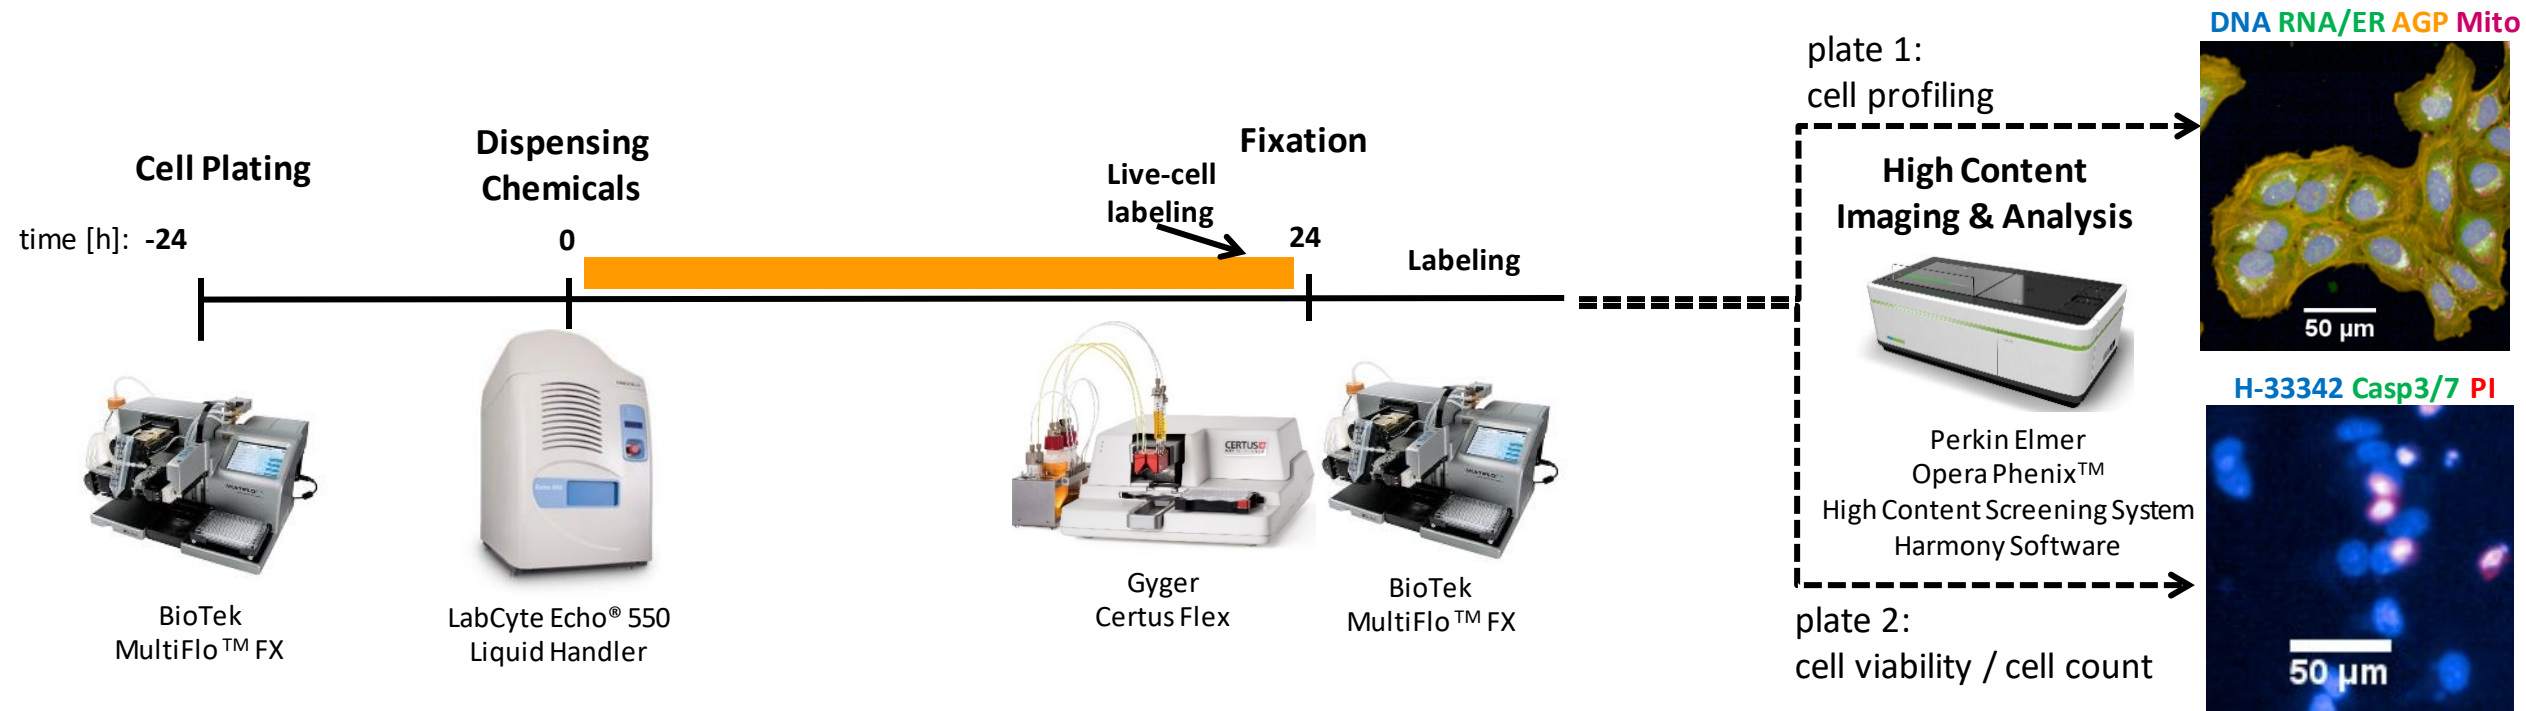 Cell Plating
time [h]: -24
BioTek
MultiFlo™ FX
Dispensing
Chemicals
0
LabCyte Echo® 550
Liquid Handler
Live-cell
labeling
Fixation
24
Labeling
CERTUS
Gyger
Certus Flex
BioTek
MultiFlo™ FX
plate 1:
cell profiling
High Content
Imaging & Analysis
Perkin Elmer
Opera Phenix™
High Content Screening System
Harmony Software
plate 2:
cell viability / cell count
DNA RNA/ER AGP Mito
50 µm
H-33342 Casp3/7 PI
50 µm